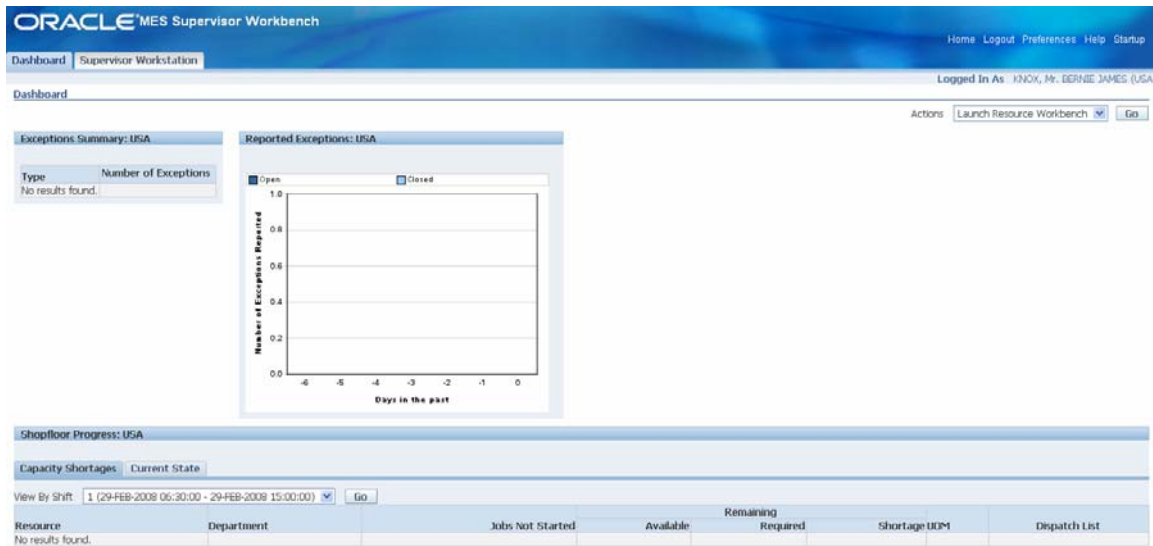 ORACLE MES Supervisor Workbench
Home Logout Preferences Help Startup
Dashboard Supervisor Workstation
Logged In As KNOX, Mr. BERNIE JAMES (USA
Dashboard
Actions Launch Resource Workbench Go
Exceptions Summary: USA
Type Number of Exceptions
No results found.
Reported Exceptions: USA
Open Closed
Number of Exceptions Reported
1.0
0.8
0.6
0.4
0.2
0.0
-6 -5 -4 -3 -2 -1 0
Days in the past
Shopfloor Progress: USA
Capacity Shortages Current State
View By Shift 1 (29-FEB-2008 06:30:00 - 29-FEB-2008 15:00:00) Go
Remaining
Resource Department Jobs Not Started Available Required Shortage UOM Dispatch List
No results found.